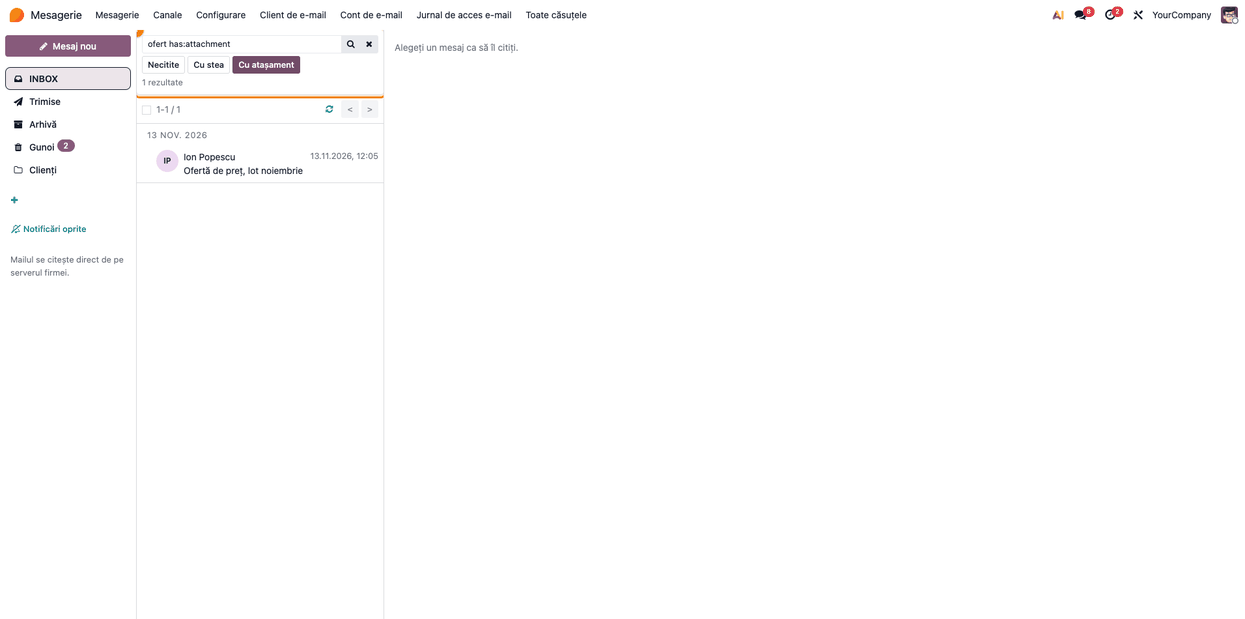 Mesagerie Mesagerie Canale Configurare Client de e-mail Cont de e-mail Jurnal de acces e-mail Toate căsuțele AI 8 2 YourCompany
Mesaj nou
INBOX
Trimise
Arhivă
Gunoi 2
Clienți
+
Notificări oprite
Mailul se citește direct de pe
serverul firmei.
ofert has:attachment
Necitite Cu stea Cu atașament
1 rezultate
1-1 / 1 < >
13 NOV. 2026
IP Ion Popescu 13.11.2026, 12:05
Ofertă de preț, lot noiembrie
Alegeți un mesaj ca să îl citiți.